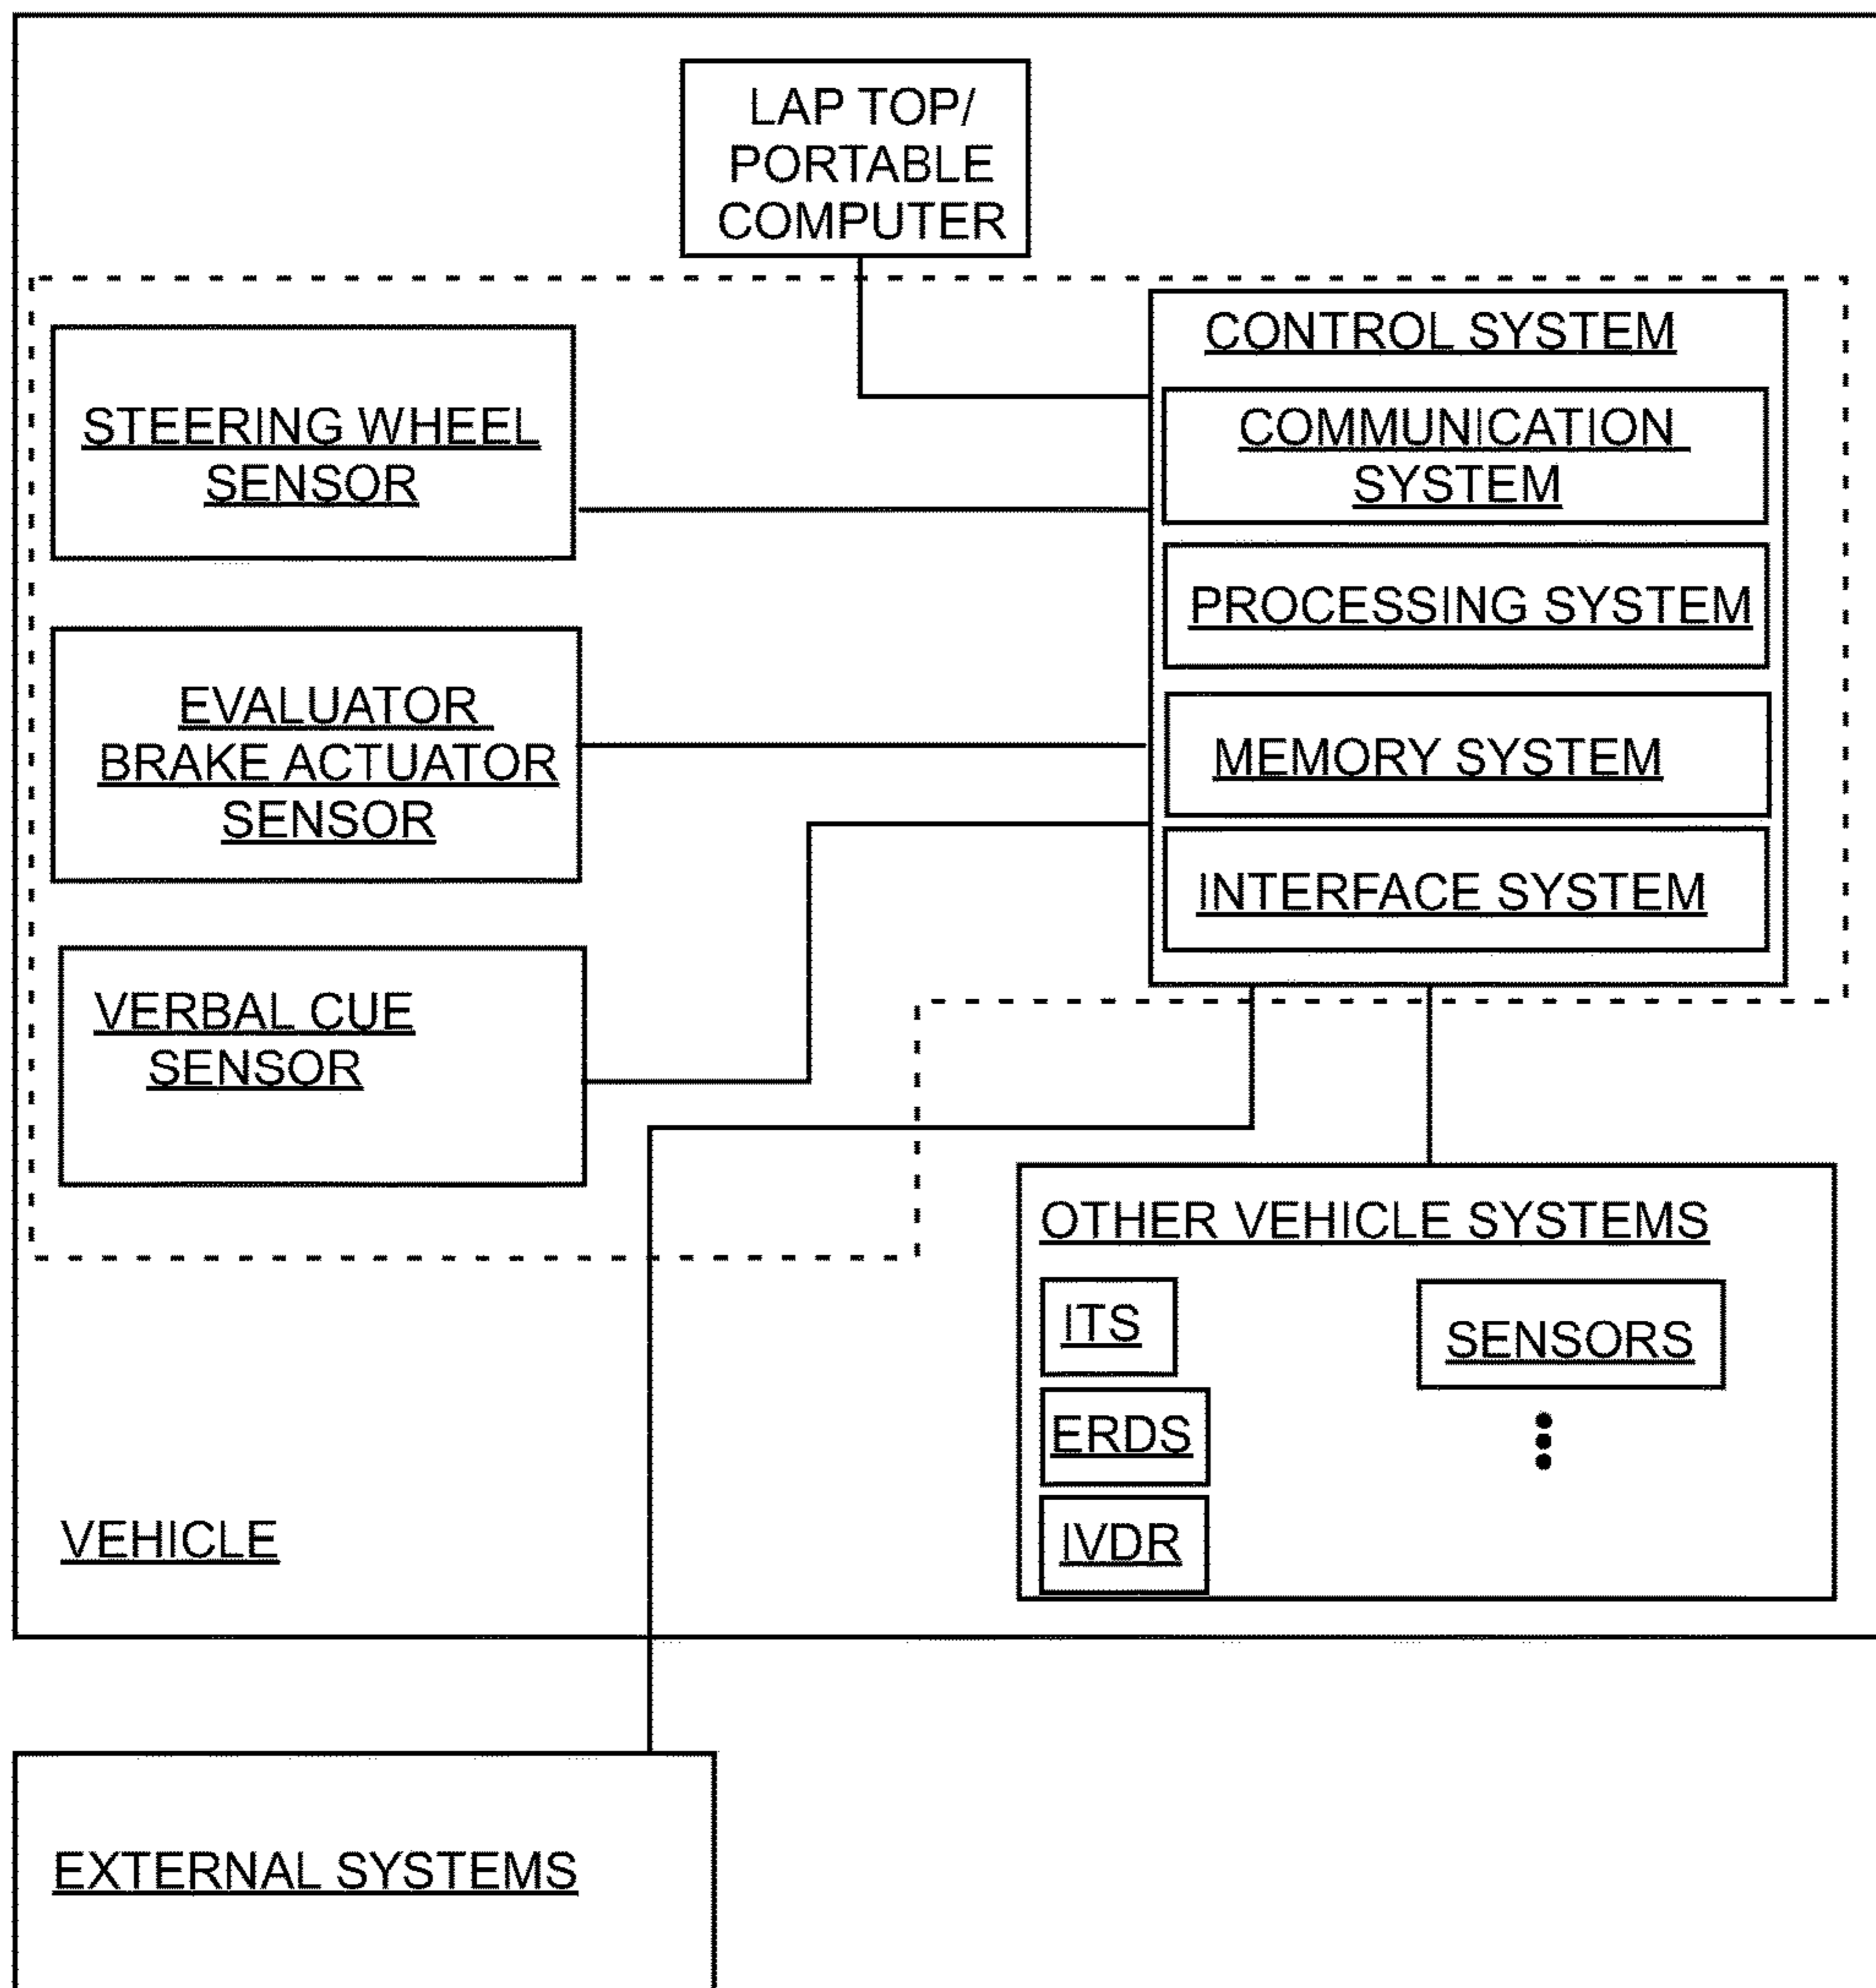 LAP TOP/
PORTABLE
COMPUTER
CONTROL SYSTEM
STEERING WHEEL
SENSOR
COMMUNICATION
SYSTEM
PROCESSING SYSTEM
EVALUATOR
BRAKE ACTUATOR
SENSOR
MEMORY SYSTEM
INTERFACE SYSTEM
VERBAL CUE
SENSOR
OTHER VEHICLE SYSTEMS
ITS
SENSORS
ERDS
IVDR
VEHICLE
EXTERNAL SYSTEMS